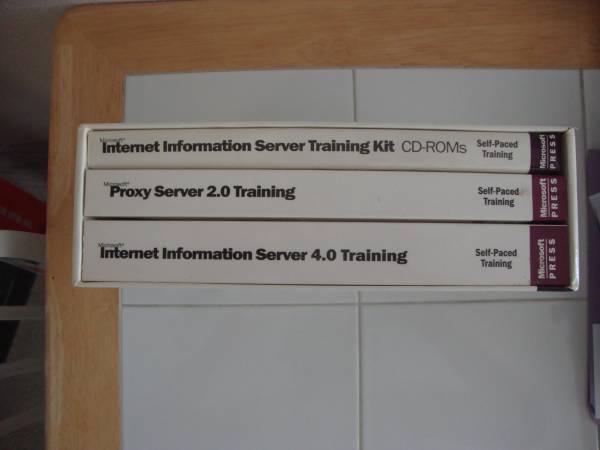 Microsoft®
Internet Information Server Training Kit CD-ROMs
Self-Paced
Training
Microsoft
PRESS
Microsoft®
Proxy Server 2.0 Training
Self-Paced
Training
Microsoft
PRESS
Microsoft®
Internet Information Server 4.0 Training
Self-Paced
Training
Microsoft
PRESS